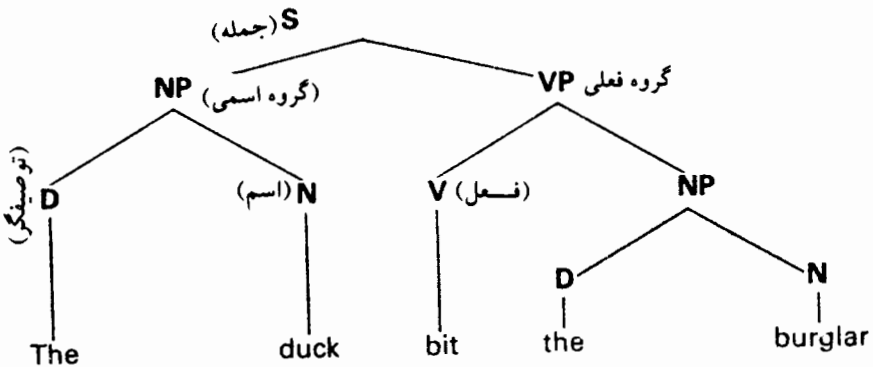 S (جمله)
NP (گروه اسمی) VP گروه فعلی
D (توصیفگر) N (اسم) V (فعل) NP
D N
The duck bit the burglar